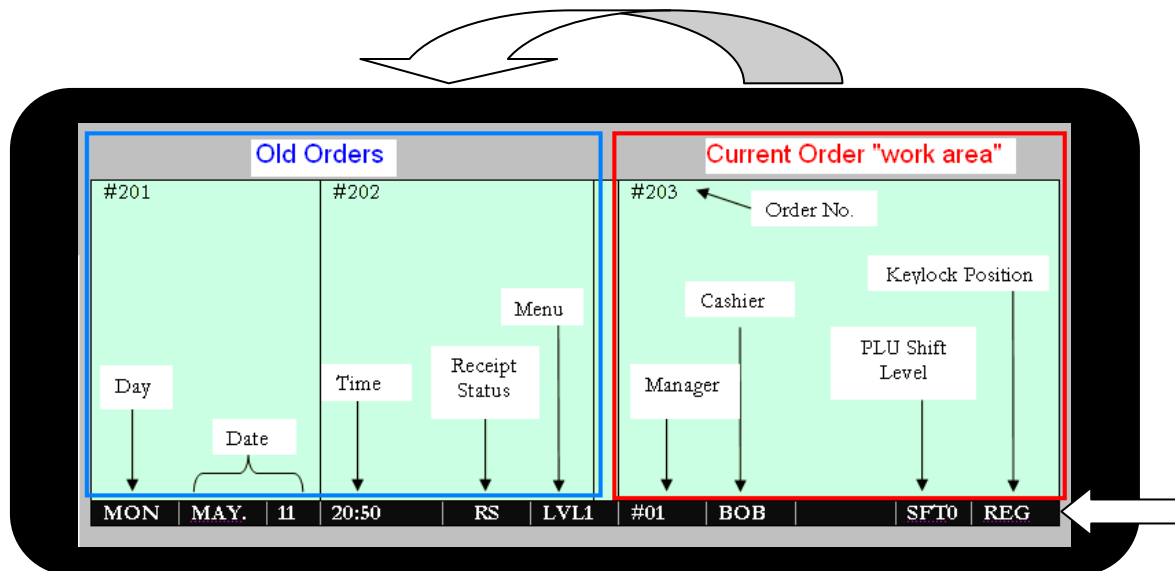 Old Orders
Current Order "work area"
#201
#202
#203
Order No.
Keylock Position
Cashier
Menu
PLU Shift
Level
Receipt
Status
Time
Day
Manager
Date
MON MAY. 11 20:50 RS LVL1 #01 BOB SFT0 REG